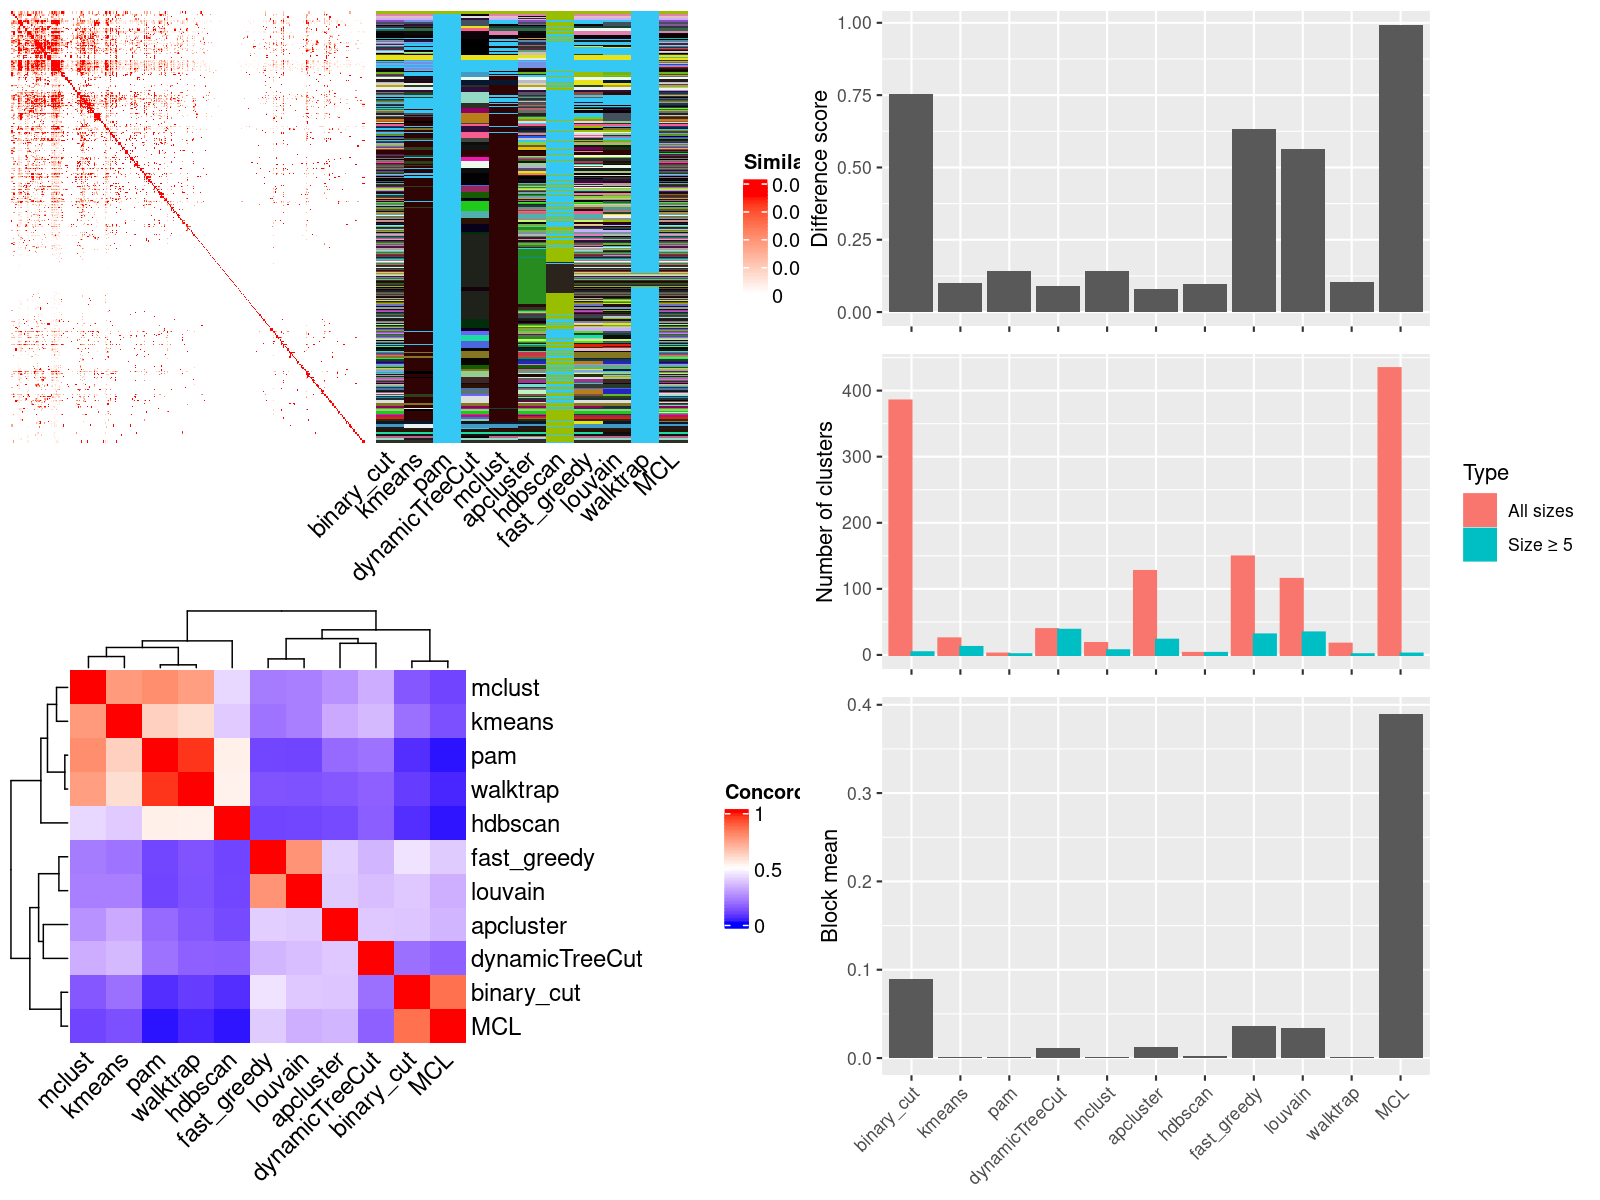 Simila
0.0
0.0
0.0
0.0
0
binary_cut
kmeans
pam
dynamicTreeCut
mclust
apcluster
hdbscan
fast_greedy
louvain
walktrap
MCL
Difference score
1.00
0.75
0.50
0.25
0.00
Number of clusters
400
300
200
100
0
Type
All sizes
Size ≥ 5
mclust
kmeans
pam
walktrap
hdbscan
fast_greedy
louvain
apcluster
dynamicTreeCut
binary_cut
MCL
mclust
kmeans
pam
walktrap
hdbscan
fast_greedy
louvain
apcluster
dynamicTreeCut
binary_cut
MCL
Concor
1
0.5
0
Block mean
0.4
0.3
0.2
0.1
0.0
binary_cut
kmeans
pam
dynamicTreeCut
mclust
apcluster
hdbscan
fast_greedy
louvain
walktrap
MCL